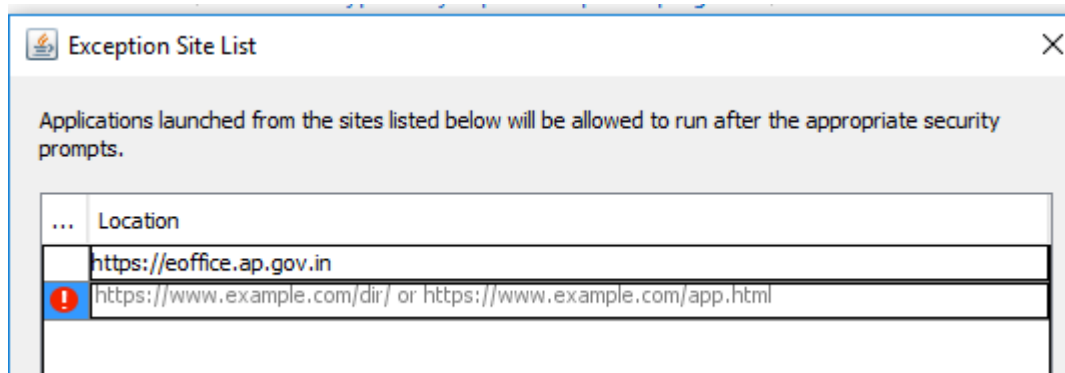 Exception Site List
Applications launched from the sites listed below will be allowed to run after the appropriate security
prompts.
... Location
https://eoffice.ap.gov.in
https://www.example.com/dir/ or https://www.example.com/app.html